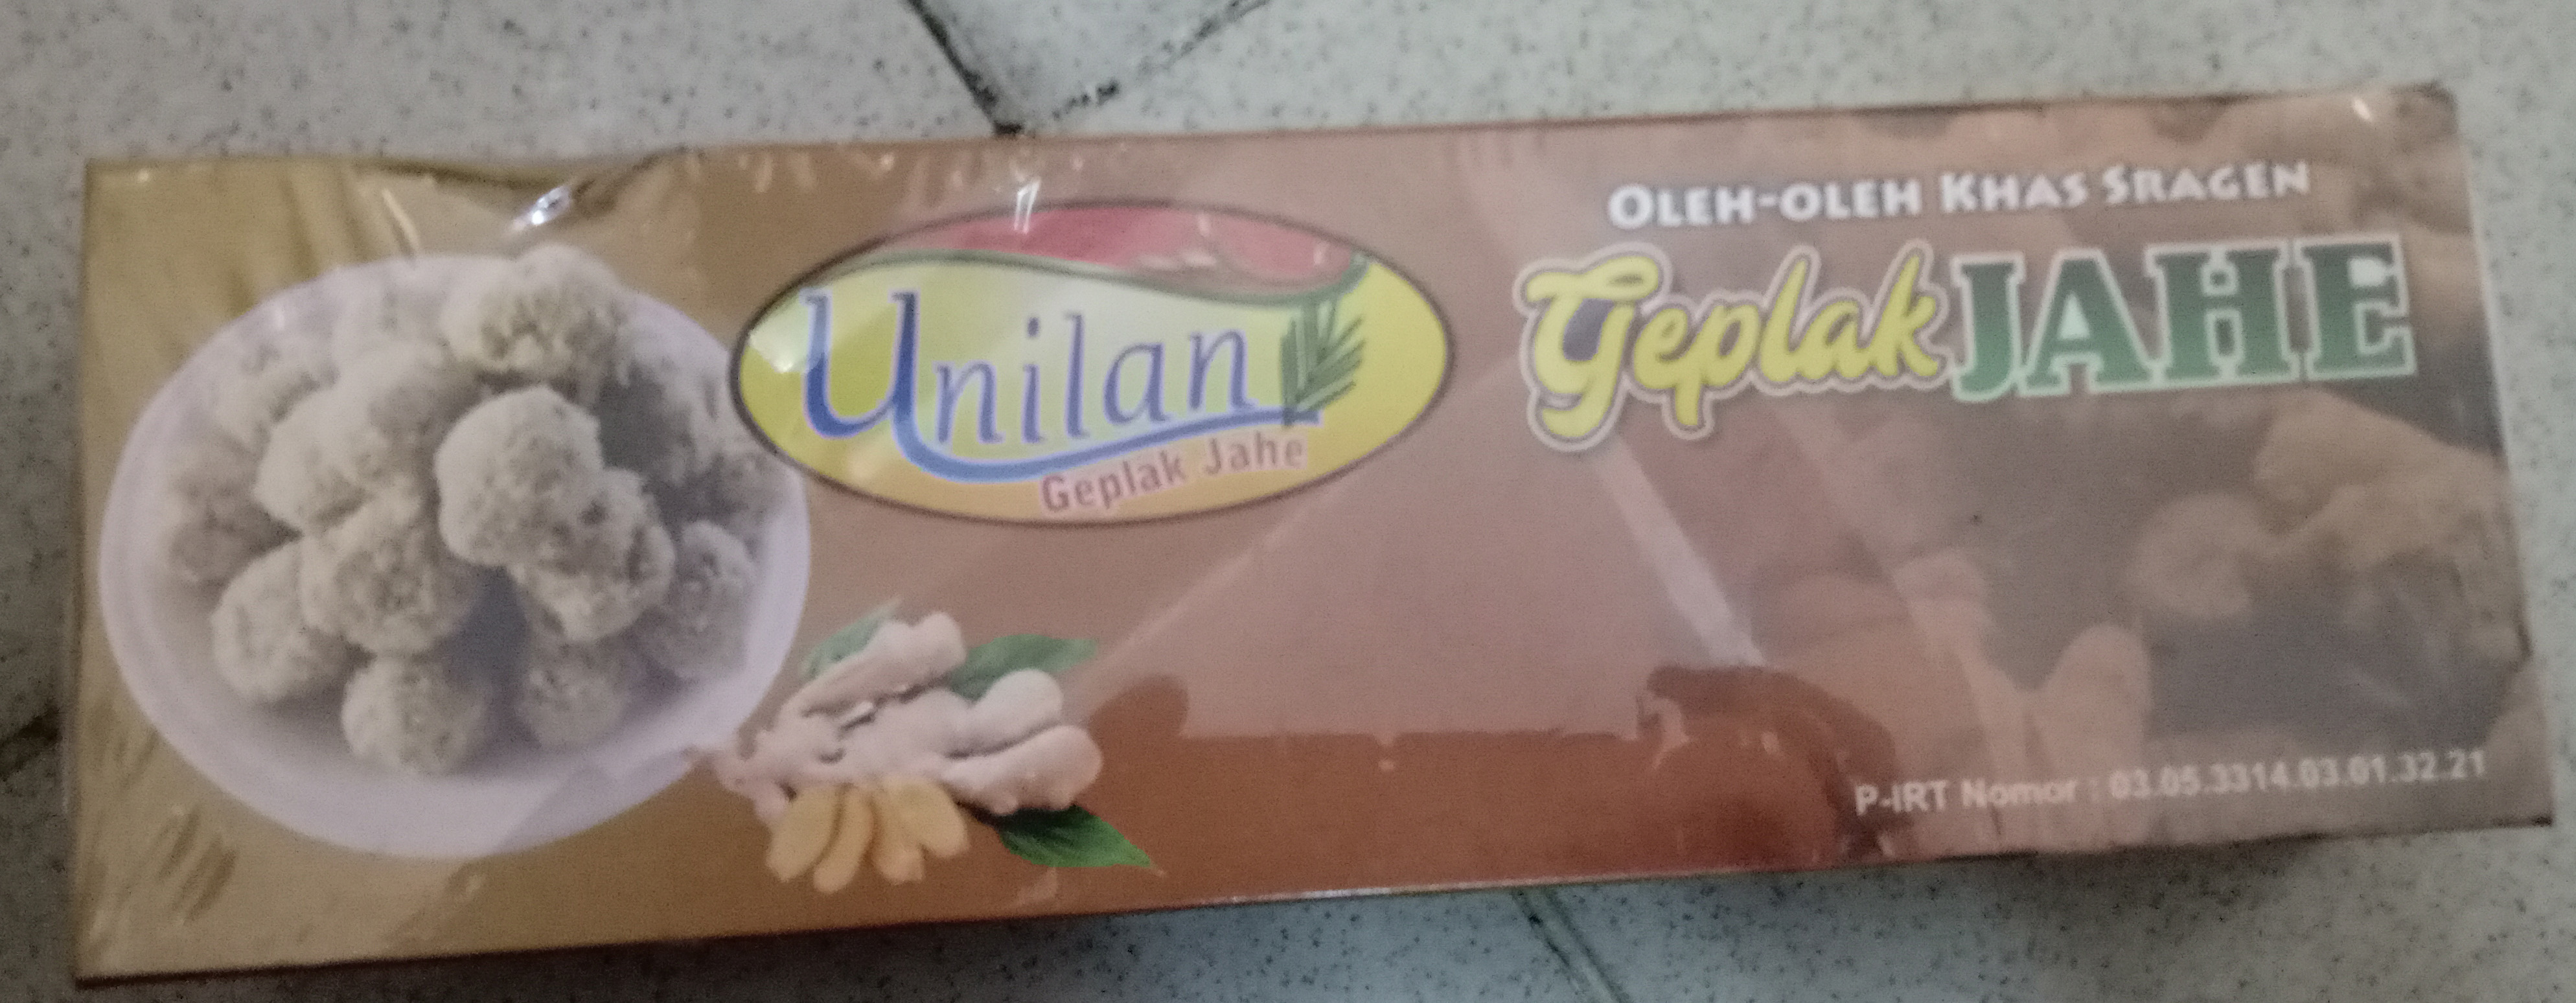 Unilan
Geplak Jahe
OLEH-OLEH KHAS SRAGEN
Geplak JAHE
P-IRT Nomor : 03.05.3314.03.01.32.21